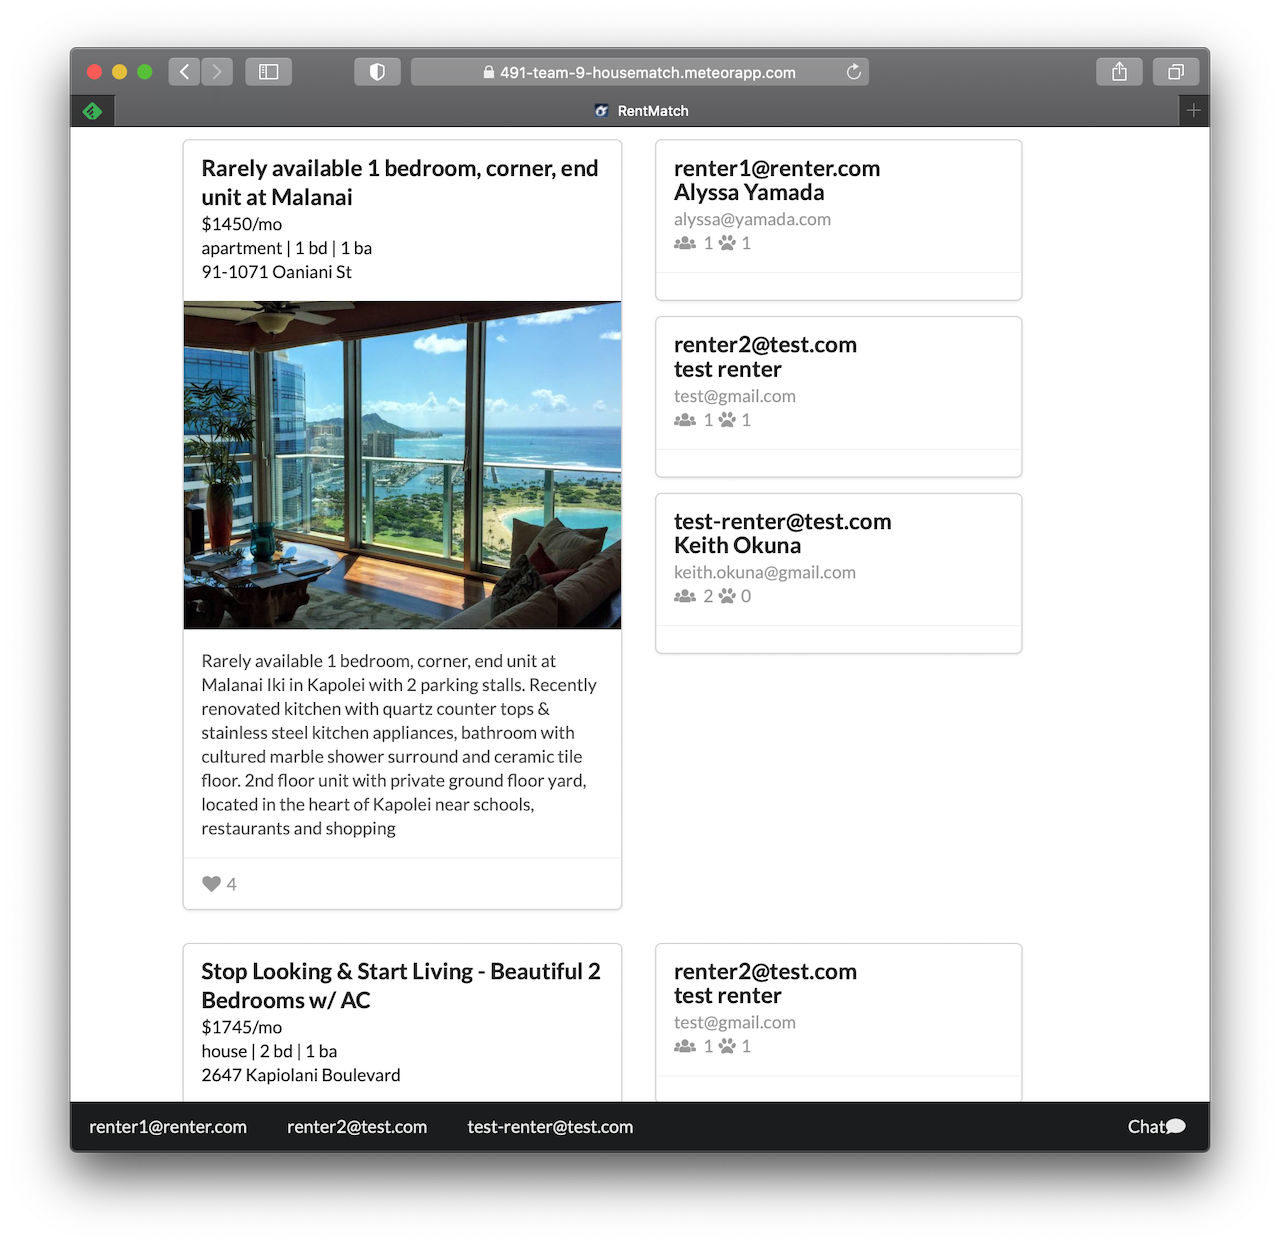 491-team-9-housematch.meteorapp.com
RentMatch
Rarely available 1 bedroom, corner, end
unit at Malanai
$1450/mo
apartment | 1 bd | 1 ba
91-1071 Oaniani St
Rarely available 1 bedroom, corner, end unit at
Malanai Iki in Kapolei with 2 parking stalls. Recently
renovated kitchen with quartz counter tops &
stainless steel kitchen appliances, bathroom with
cultured marble shower surround and ceramic tile
floor. 2nd floor unit with private ground floor yard,
located in the heart of Kapolei near schools,
restaurants and shopping
4
renter1@renter.com
Alyssa Yamada
alyssa@yamada.com
1 1
renter2@test.com
test renter
test@gmail.com
1 1
test-renter@test.com
Keith Okuna
keith.okuna@gmail.com
2 0
Stop Looking & Start Living - Beautiful 2
Bedrooms w/ AC
$1745/mo
house | 2 bd | 1 ba
2647 Kapiolani Boulevard
renter2@test.com
test renter
test@gmail.com
1 1
renter1@renter.com renter2@test.com test-renter@test.com Chat